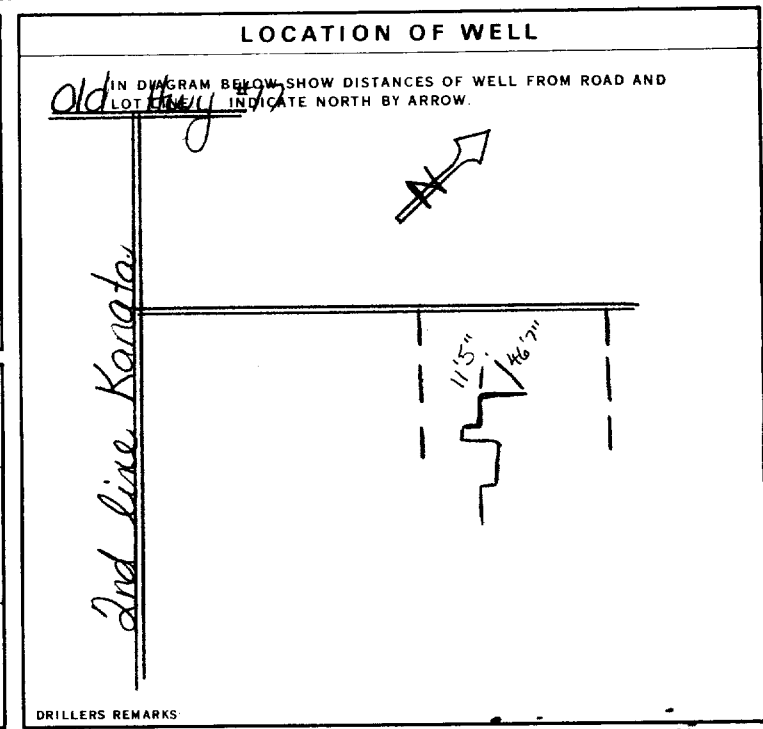 LOCATION OF WELL
IN DIAGRAM BELOW SHOW DISTANCES OF WELL FROM ROAD AND
LOT LINE. INDICATE NORTH BY ARROW.
Old Hwy #17
N
2nd line Kanata.
11'5"
46'7"
DRILLERS REMARKS